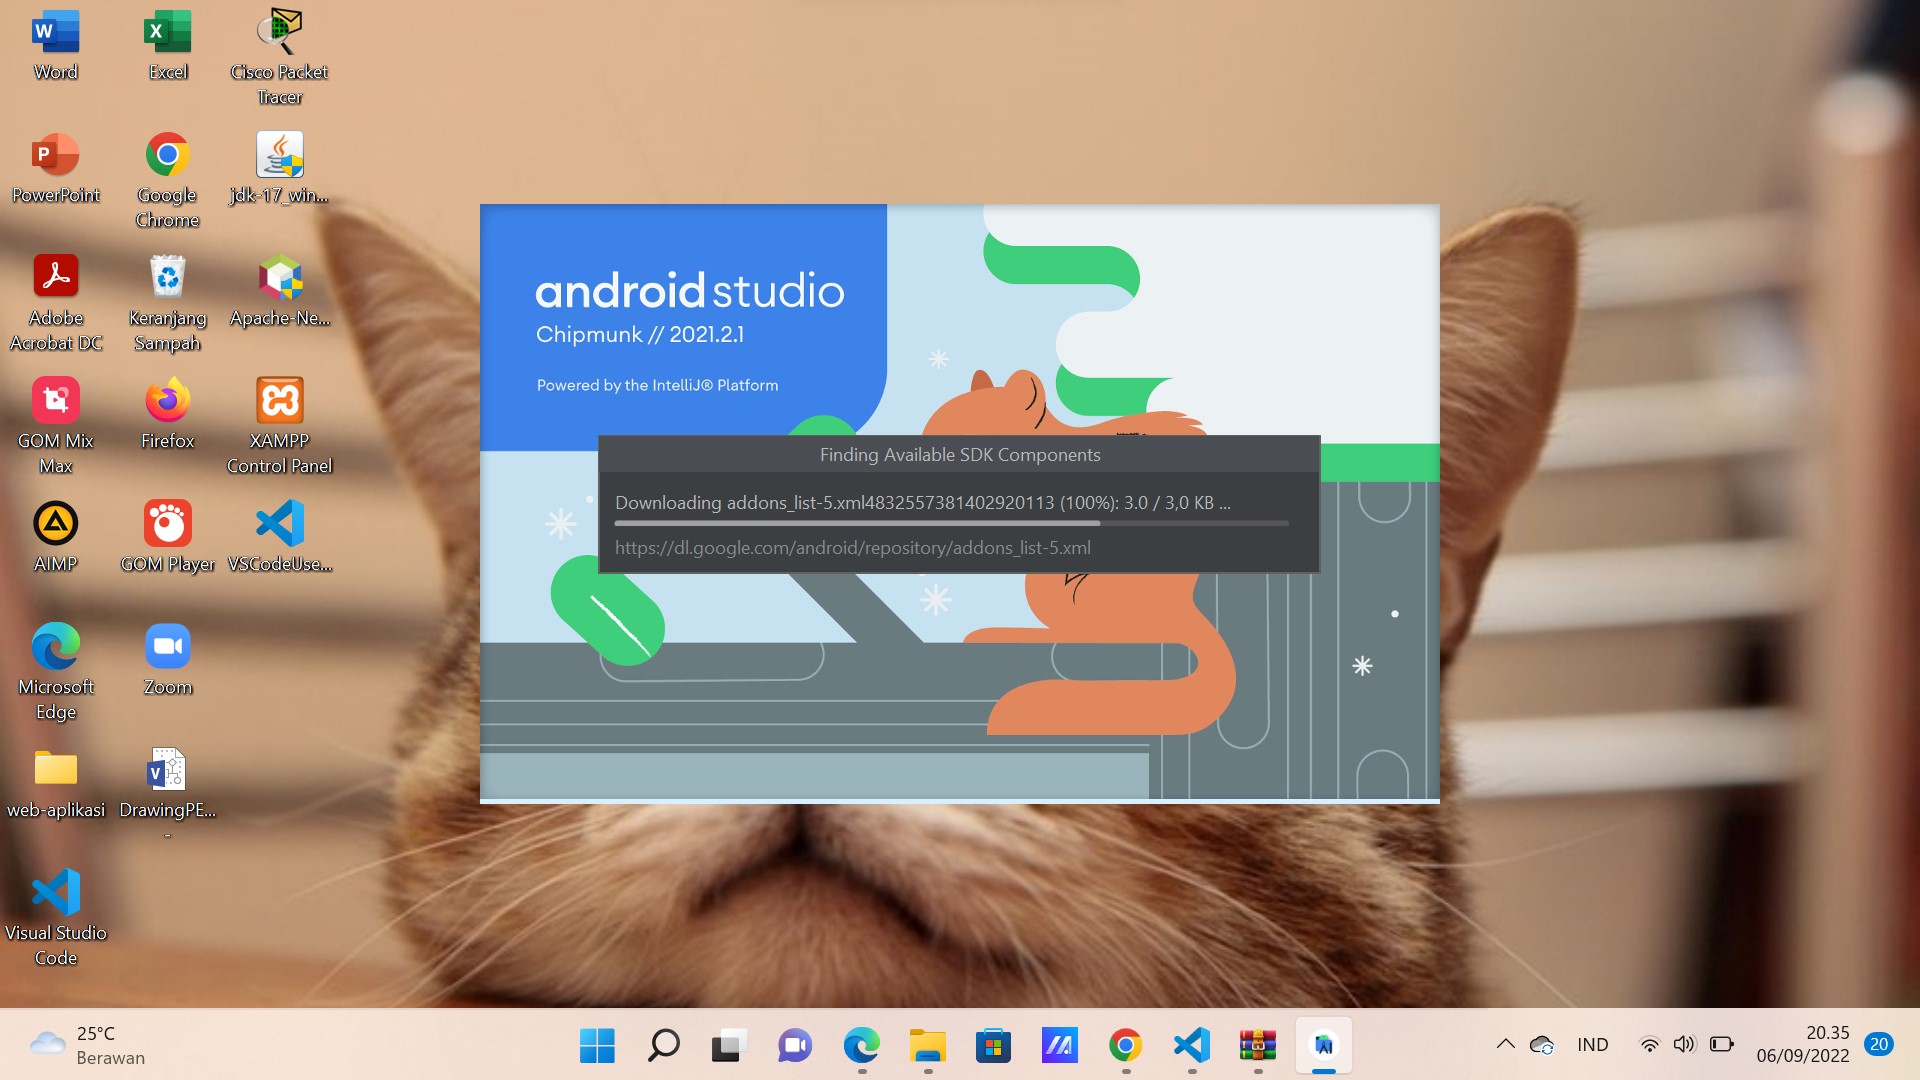 Word
Excel
Cisco Packet
Tracer
PowerPoint
Google
Chrome
jdk-17_win...
Adobe
Acrobat DC
Keranjang
Sampah
Apache-Ne...
GOM Mix
Max
Firefox
XAMPP
Control Panel
AIMP
GOM Player
VSCodeUse...
Microsoft
Edge
Zoom
web-aplikasi
DrawingPE...
-
Visual Studio
Code
android studio
Chipmunk // 2021.2.1
Powered by the IntelliJ® Platform
Finding Available SDK Components
Downloading addons_list-5.xml4832557381402920113 (100%): 3.0 / 3,0 KB ...
https://dl.google.com/android/repository/addons_list-5.xml
25°C
Berawan
IND
20.35
06/09/2022
20